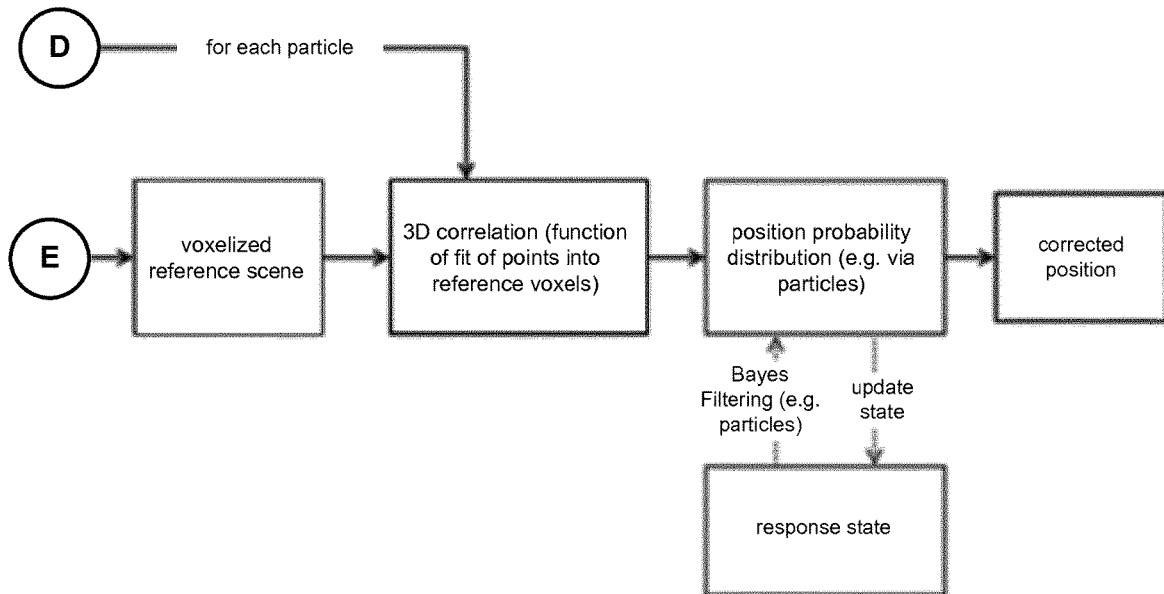 D
for each particle
E
voxelized
reference scene
3D correlation (function
of fit of points into
reference voxels)
position probability
distribution (e.g. via
particles)
corrected
position
Bayes
Filtering (e.g.
particles)
update
state
response state